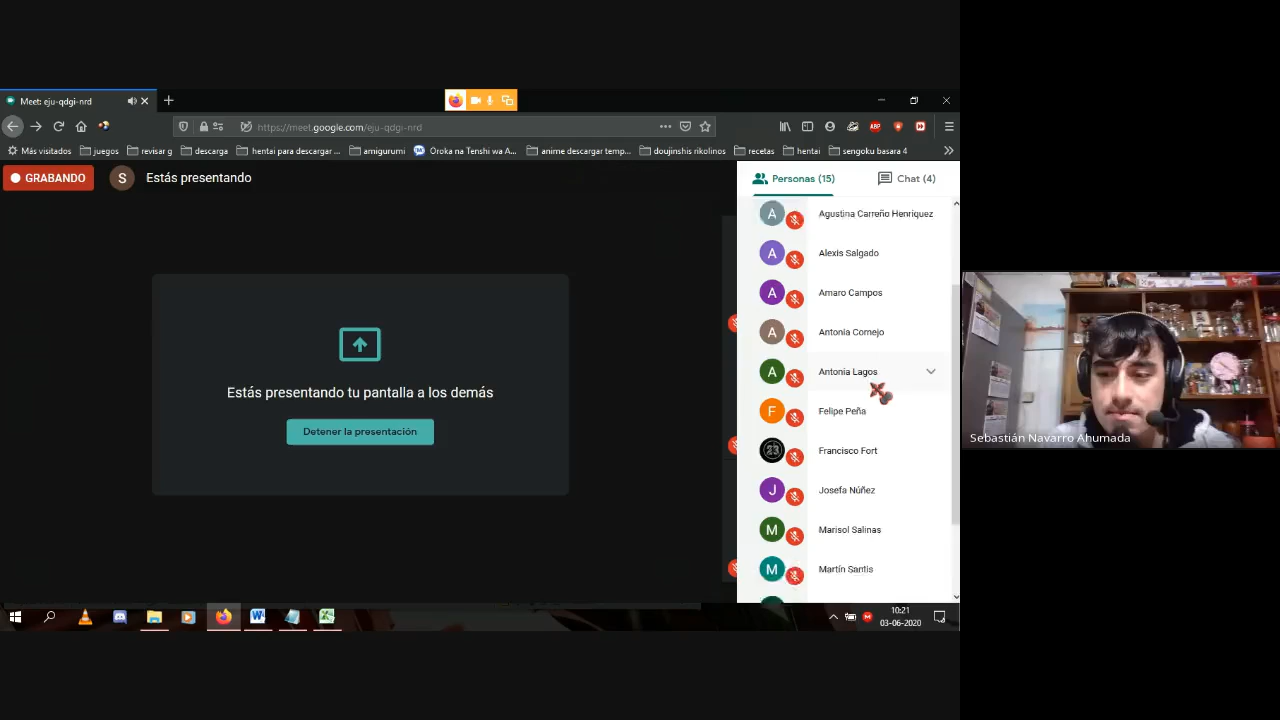 Meet: eju-qdgi-nrd
https://meet.google.com/eju-qdgi-nrd
Más visitados juegos revisar g descarga hentai para descargar ... amigurumi Oroka na Tenshi wa A... anime descargar temp... doujinshis rikolinos recetas hentai sengoku basara 4
ABP
GRABANDO
S
Estás presentando
Personas (15)
Chat (4)
A Agustina Carreño Henríquez
A Alexis Salgado
A Amaro Campos
A Antonia Cornejo
A Antonia Lagos
F Felipe Peña
23 Francisco Fort
J Josefa Núñez
M Marisol Salinas
M Martín Santis
Estás presentando tu pantalla a los demás
Detener la presentación
Sebastián Navarro Ahumada
10:21
03-06-2020